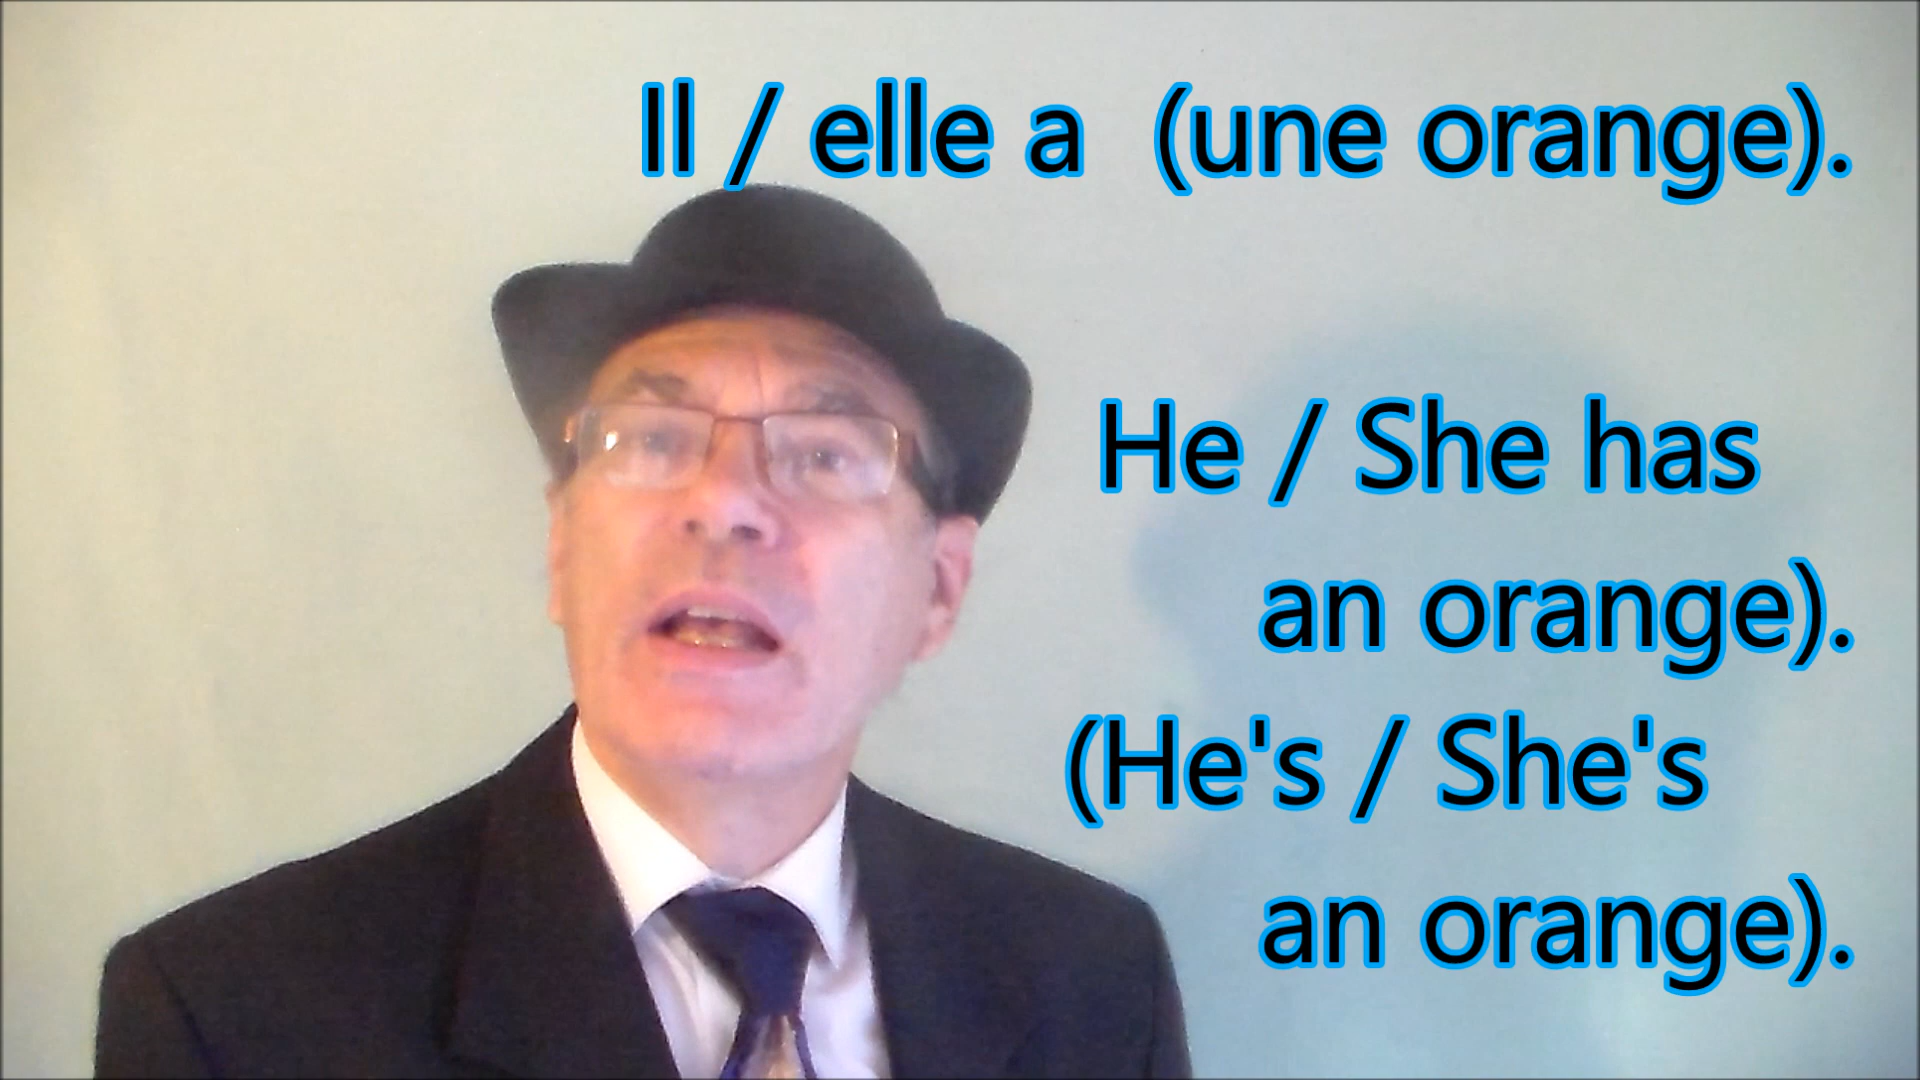 Il / elle a  (une orange).
He / She has
an orange).
(He's / She's
an orange).